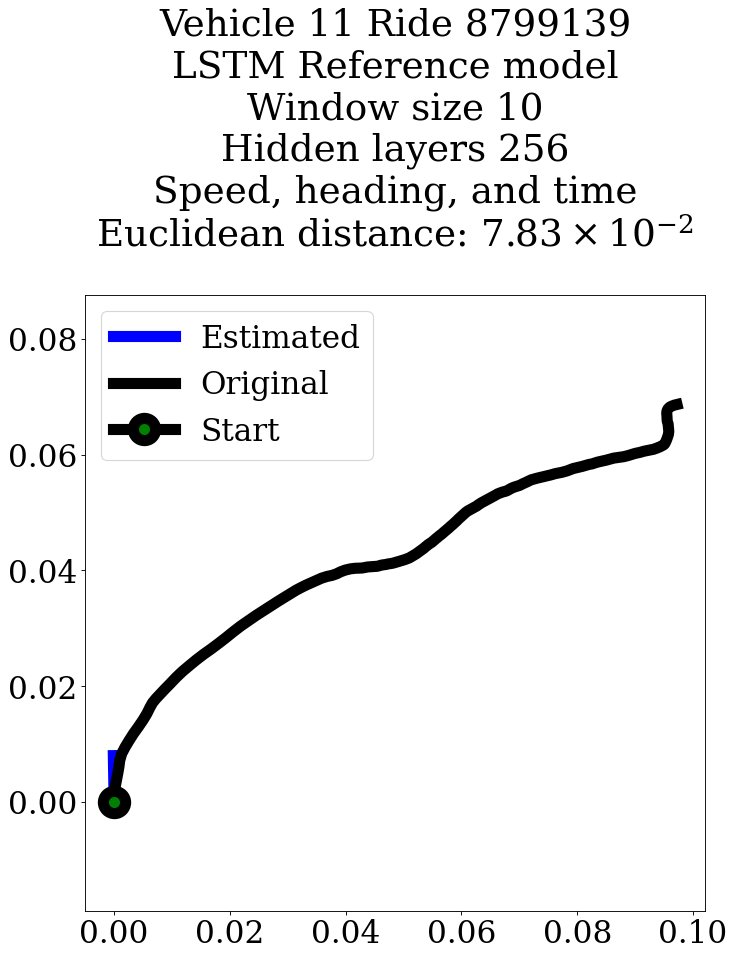 Vehicle 11 Ride 8799139
LSTM Reference model
Window size 10
Hidden layers 256
Speed, heading, and time
Euclidean distance: 7.83 × 10⁻²
Estimated
Original
Start
0.08
0.06
0.04
0.02
0.00
0.00 0.02 0.04 0.06 0.08 0.10